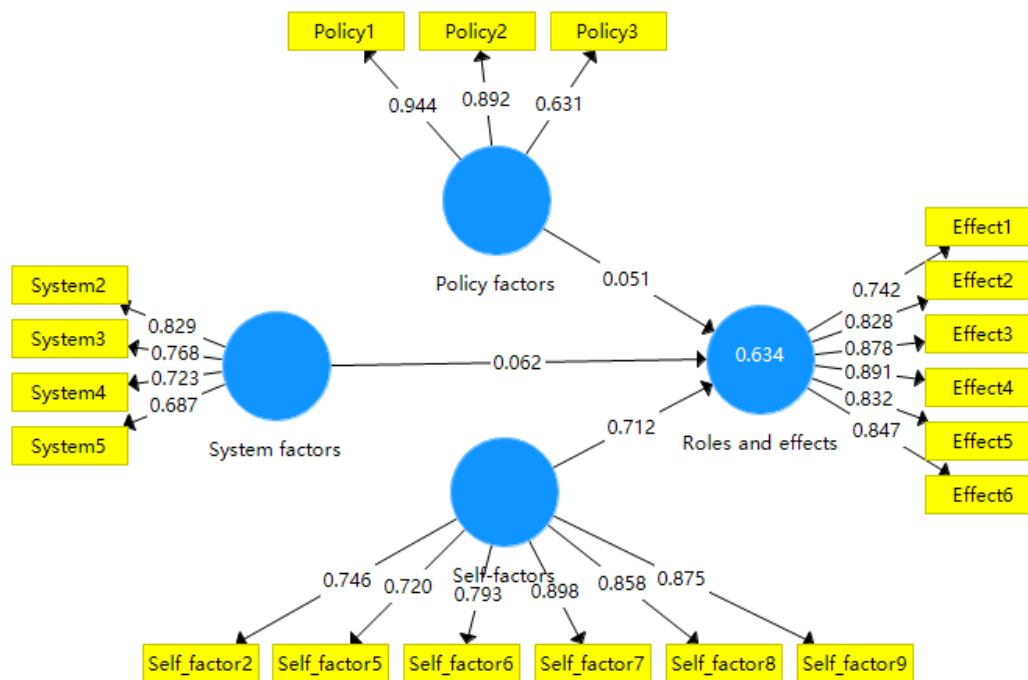 Policy1 Policy2 Policy3
0.944 0.892 0.631
Policy factors
0.051
System2
System3
System4
System5
0.829
0.768
0.723
0.687
System factors
0.062
0.634
Roles and effects
0.712
Effect1
Effect2
Effect3
Effect4
Effect5
Effect6
0.742
0.828
0.878
0.891
0.832
0.847
Self-factors
0.746 0.720 0.793 0.898 0.858 0.875
Self_factor2 Self_factor5 Self_factor6 Self_factor7 Self_factor8 Self_factor9